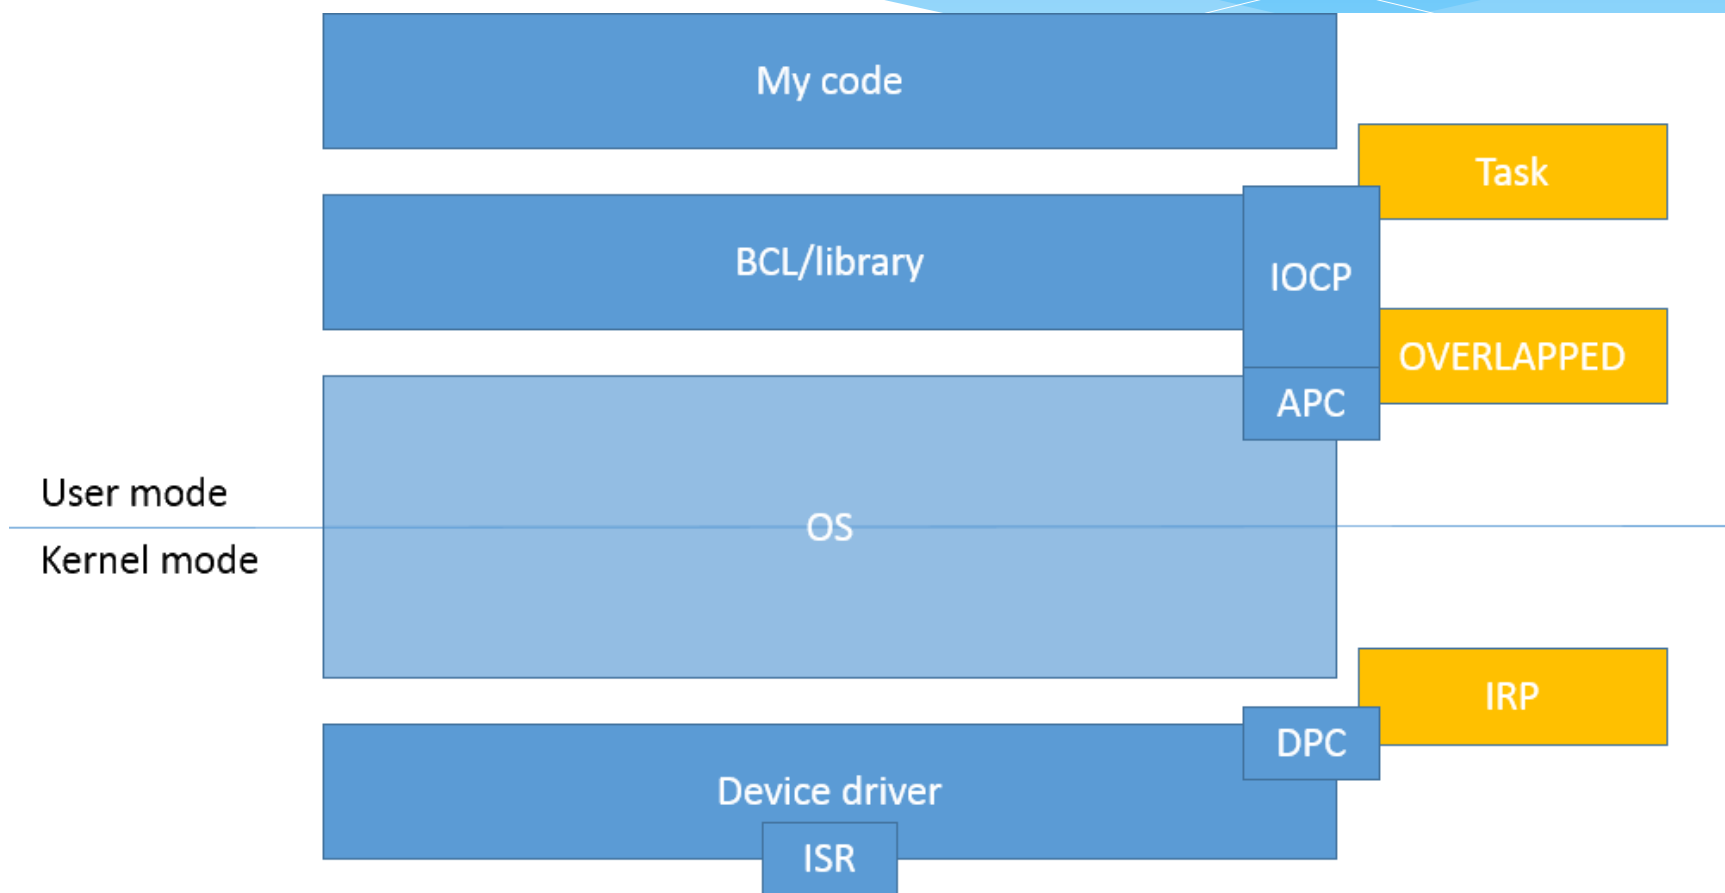 My code
Task
BCL/library
IOCP
OVERLAPPED
APC
User mode
OS
Kernel mode
IRP
DPC
Device driver
ISR